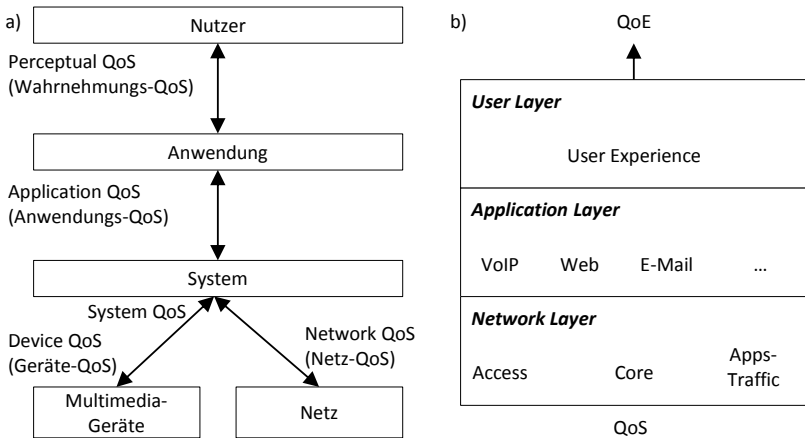 a)
Nutzer
Perceptual QoS
(Wahrnehmungs-QoS)
Anwendung
Application QoS
(Anwendungs-QoS)
System
System QoS
Device QoS
(Geräte-QoS)
Network QoS
(Netz-QoS)
Multimedia-
Geräte
Netz
b)
QoE
User Layer
User Experience
Application Layer
VoIP Web E-Mail ...
Network Layer
Access Core Apps-
Traffic
QoS